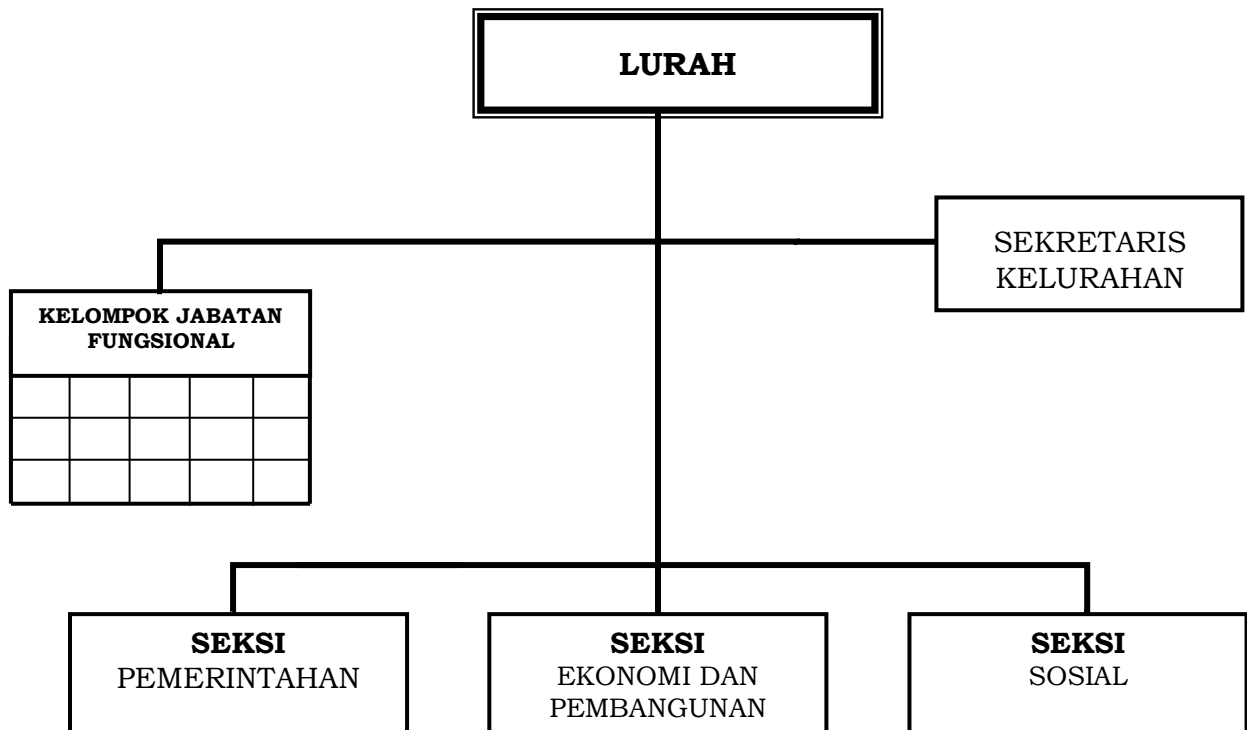 LURAH
SEKRETARIS
KELURAHAN
KELOMPOK JABATAN
FUNGSIONAL
SEKSI
PEMERINTAHAN
SEKSI
EKONOMI DAN
PEMBANGUNAN
SEKSI
SOSIAL